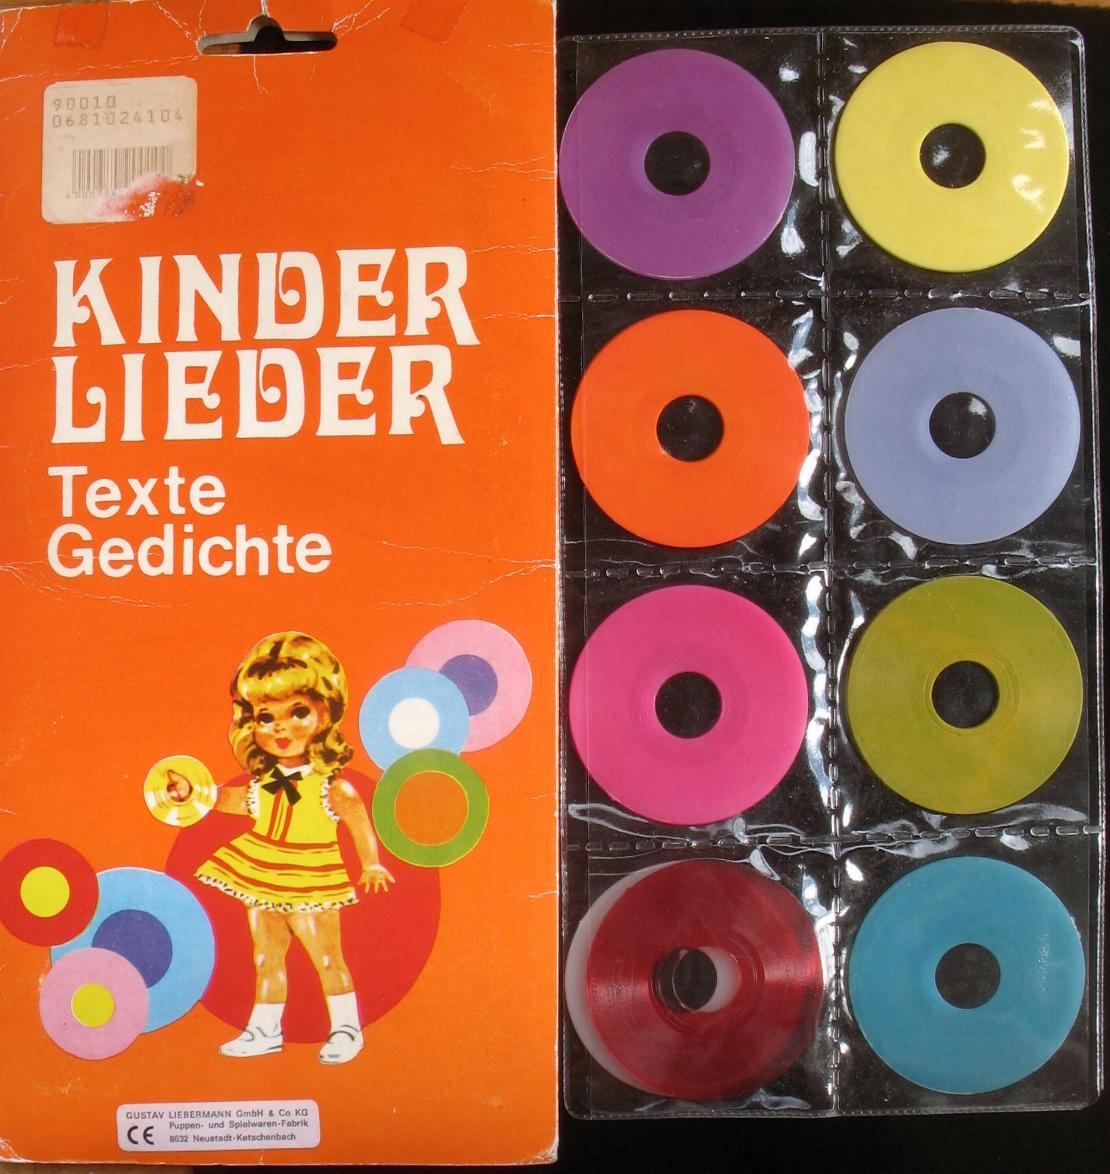 90010
0681024104
KINDER
LIEDER
Texte
Gedichte
GUSTAV LIEBERMANN GmbH & Co KG
Puppen- und Spielwaren-Fabrik
CE 8632 Neustadt-Ketschenbach